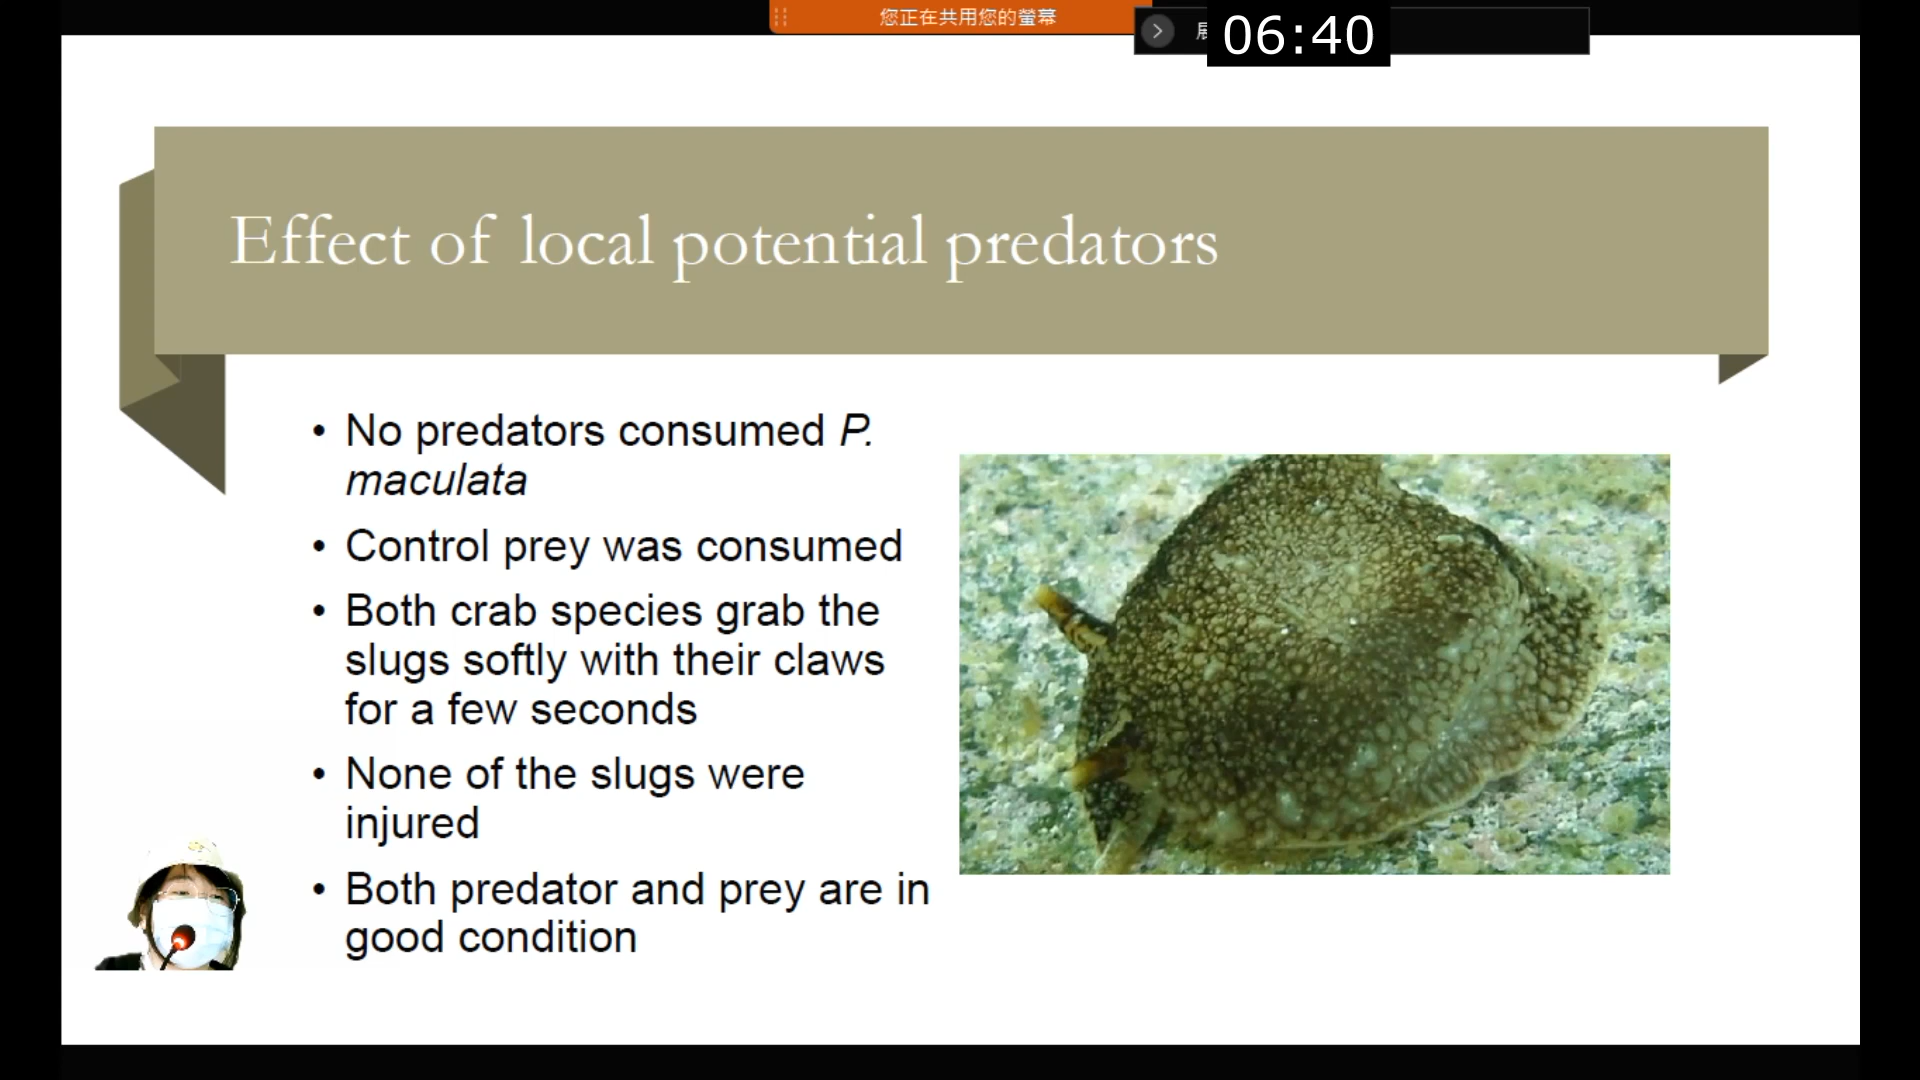 您正在共用您的螢幕
06:40
Effect of local potential predators
• No predators consumed P.
maculata
• Control prey was consumed
• Both crab species grab the
slugs softly with their claws
for a few seconds
• None of the slugs were
injured
• Both predator and prey are in
good condition